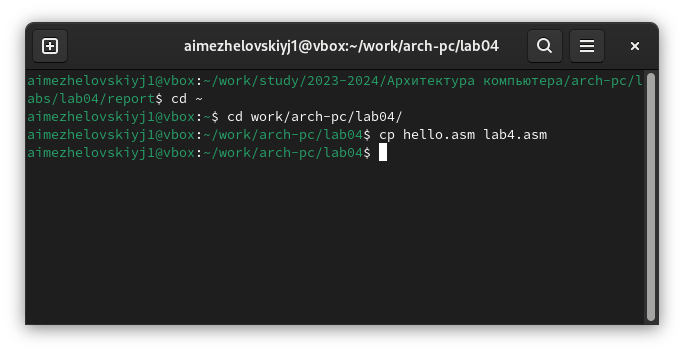 aimezhelovskiyj1@vbox:~/work/arch-pc/lab04
aimezhelovskiyj1@vbox:~/work/study/2023-2024/Архитектура компьютера/arch-pc/l
abs/lab04/report$ cd ~
aimezhelovskiyj1@vbox:~$ cd work/arch-pc/lab04/
aimezhelovskiyj1@vbox:~/work/arch-pc/lab04$ cp hello.asm lab4.asm
aimezhelovskiyj1@vbox:~/work/arch-pc/lab04$